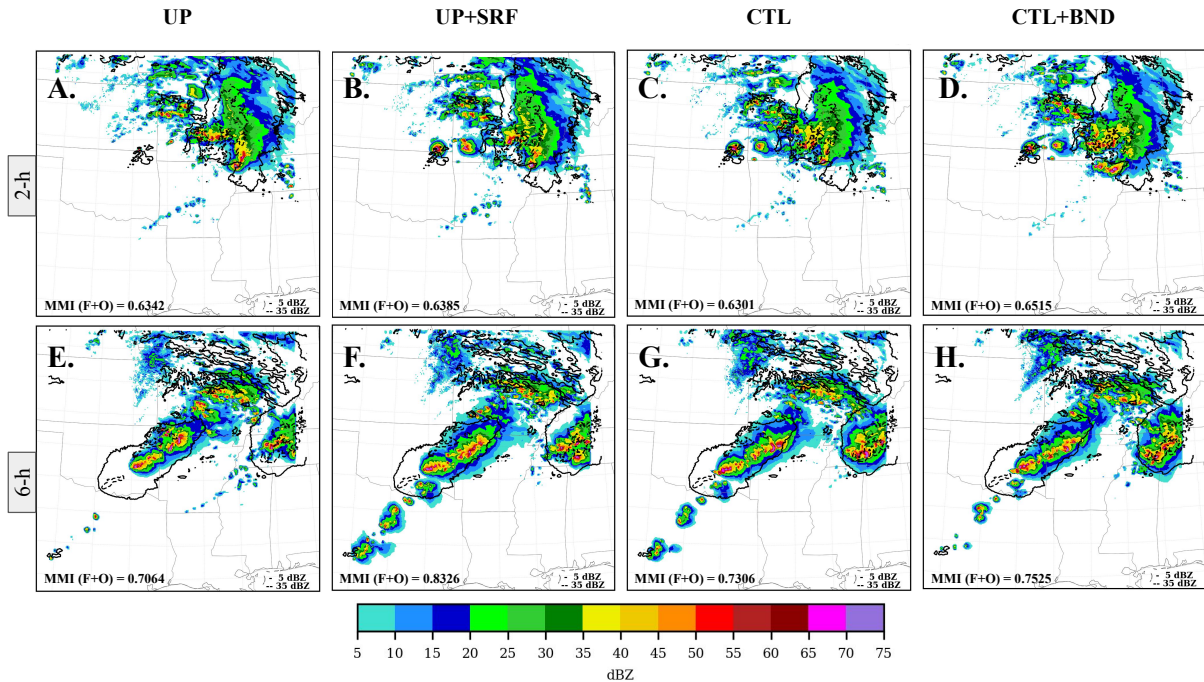 UP UP+SRF CTL CTL+BND
2-h
A. B. C. D.
- 5 dBZ - 5 dBZ - 5 dBZ - 5 dBZ
MMI (F+O) = 0.6342 -- 35 dBZ MMI (F+O) = 0.6385 -- 35 dBZ MMI (F+O) = 0.6301 -- 35 dBZ MMI (F+O) = 0.6515 -- 35 dBZ
6-h
E. F. G. H.
- 5 dBZ - 5 dBZ - 5 dBZ - 5 dBZ
MMI (F+O) = 0.7064 -- 35 dBZ MMI (F+O) = 0.8326 -- 35 dBZ MMI (F+O) = 0.7306 -- 35 dBZ MMI (F+O) = 0.7525 -- 35 dBZ
5 10 15 20 25 30 35 40 45 50 55 60 65 70 75
dBZ